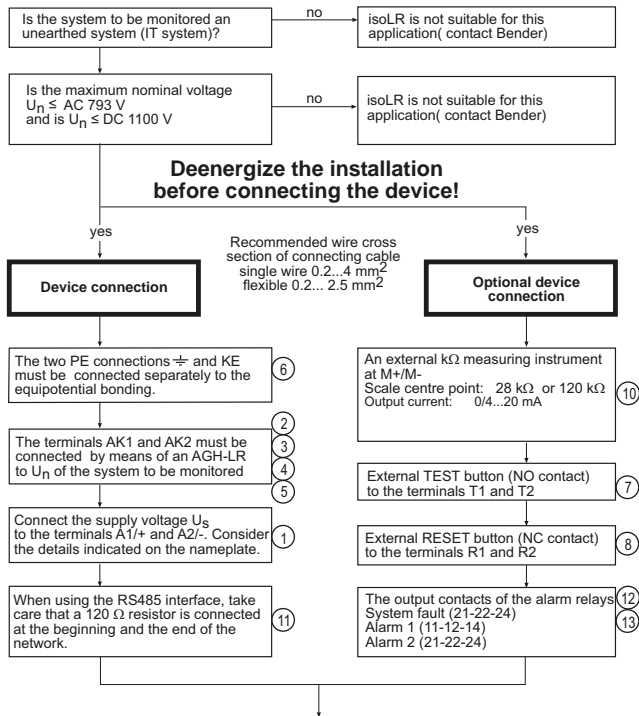 Is the system to be monitored an
unearthed system (IT system)?
no
isoLR is not suitable for this
application( contact Bender)
Is the maximum nominal voltage
Un ≤ AC 793 V
and is Un ≤ DC 1100 V
no
isoLR is not suitable for this
application( contact Bender)
Deenergize the installation
before connecting the device!
yes
yes
Recommended wire cross
section of connecting cable
single wire 0.2...4 mm2
flexible 0.2... 2.5 mm2
Device connection
The two PE connections ⏚ and KE
must be connected separately to the
equipotential bonding.
6
The terminals AK1 and AK2 must be
connected by means of an AGH-LR
to Un of the system to be monitored
2
3
4
5
Connect the supply voltage Us
to the terminals A1/+ and A2/-. Consider
the details indicated on the nameplate.
1
When using the RS485 interface, take
care that a 120 Ω resistor is connected
at the beginning and the end of the
network.
11
Optional device
connection
An external kΩ measuring instrument
at M+/M-
Scale centre point: 28 kΩ or 120 kΩ
Output current: 0/4...20 mA
10
External TEST button (NO contact)
to the terminals T1 and T2
7
External RESET button (NC contact)
to the terminals R1 and R2
8
The output contacts of the alarm relays
System fault (21-22-24)
Alarm 1 (11-12-14)
Alarm 2 (21-22-24)
12
13